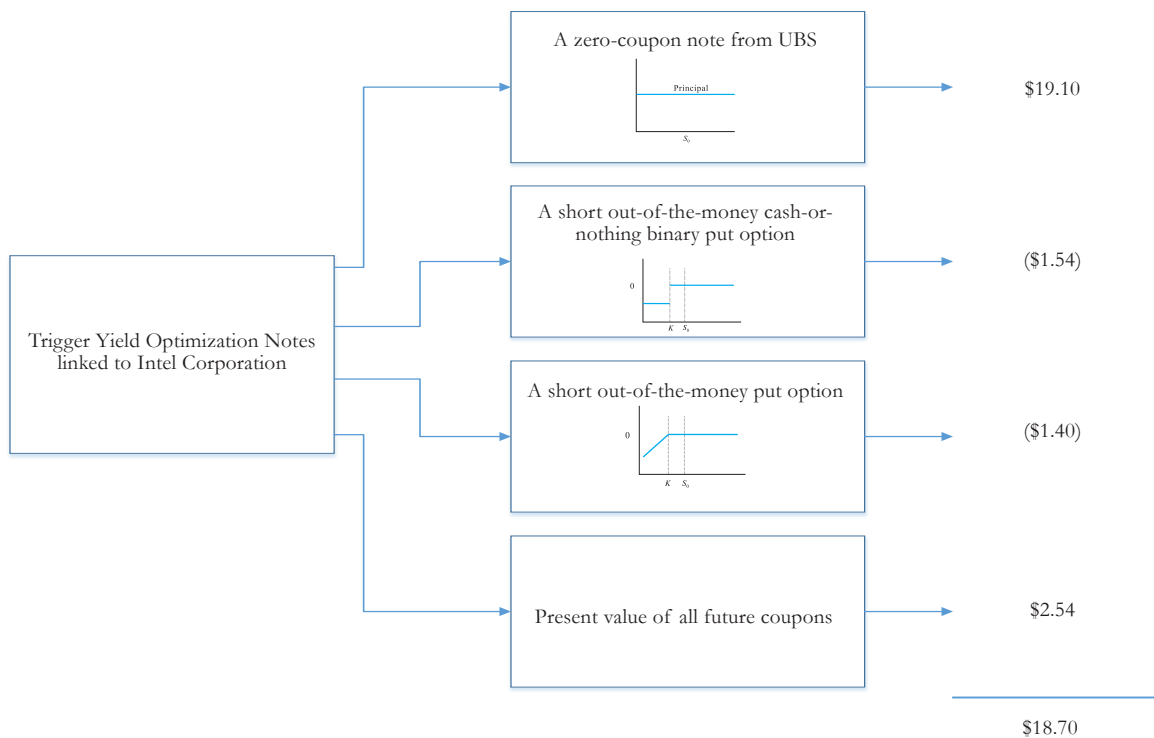 A zero-coupon note from UBS
Principal
S₀
$19.10
A short out-of-the-money cash-or-
nothing binary put option
0
K
S₀
($1.54)
Trigger Yield Optimization Notes
linked to Intel Corporation
A short out-of-the-money put option
0
K
S₀
($1.40)
Present value of all future coupons
$2.54
$18.70